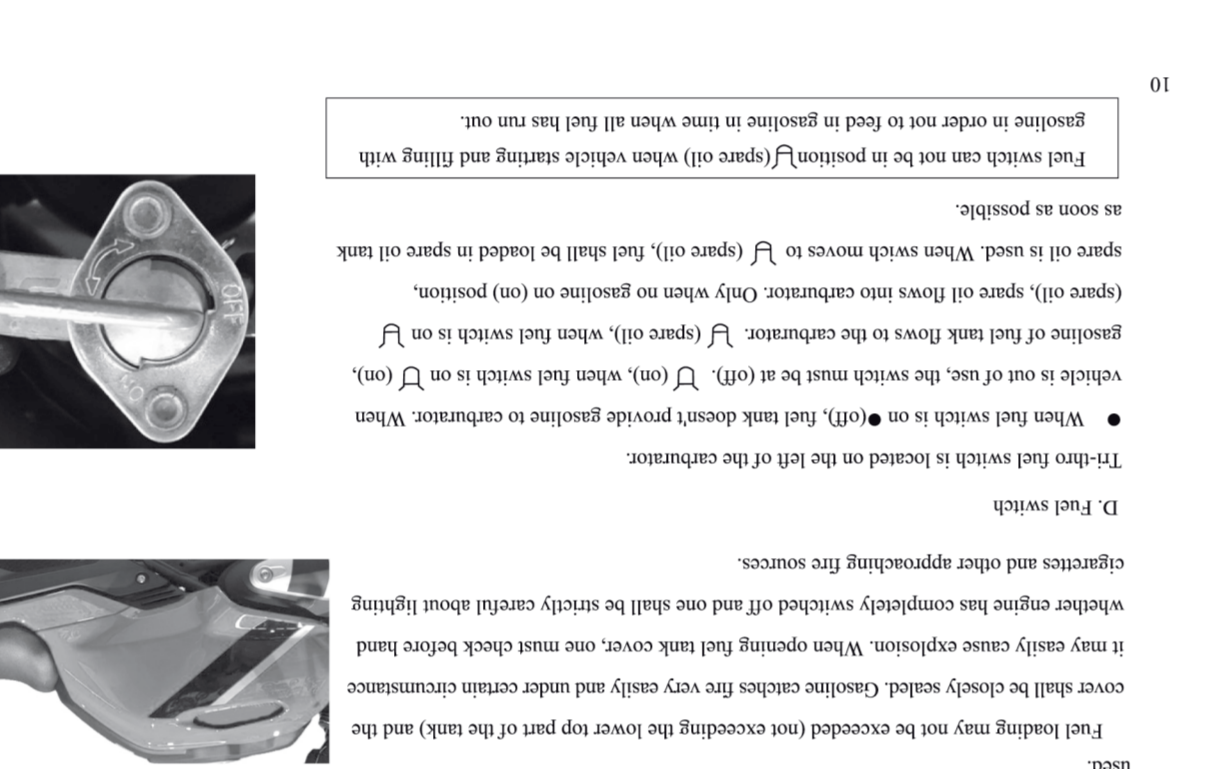 used.
Fuel loading may not be exceeded (not exceeding the lower top part of the tank) and the
cover shall be closely sealed. Gasoline catches fire very easily and under certain circumstance
it may easily cause explosion. When opening fuel tank cover, one must check before hand
whether engine has completely switched off and one shall be strictly careful about lighting
cigarettes and other approaching fire sources.
D. Fuel switch
Tri-thro fuel switch is located on the left of the carburator.
● When fuel switch is on ●(off), fuel tank doesn't provide gasoline to carburator. When
vehicle is out of use, the switch must be at (off). (on), when fuel switch is on (on),
gasoline of fuel tank flows to the carburator. (spare oil), when fuel switch is on
(spare oil), spare oil flows into carburator. Only when no gasoline on (on) position,
spare oil is used. When swich moves to (spare oil), fuel shall be loaded in spare oil tank
as soon as possible.
Fuel switch can not be in position (spare oil) when vehicle starting and filling with
gasoline in order not to feed in gasoline in time when all fuel has run out.
ON
OFF
10